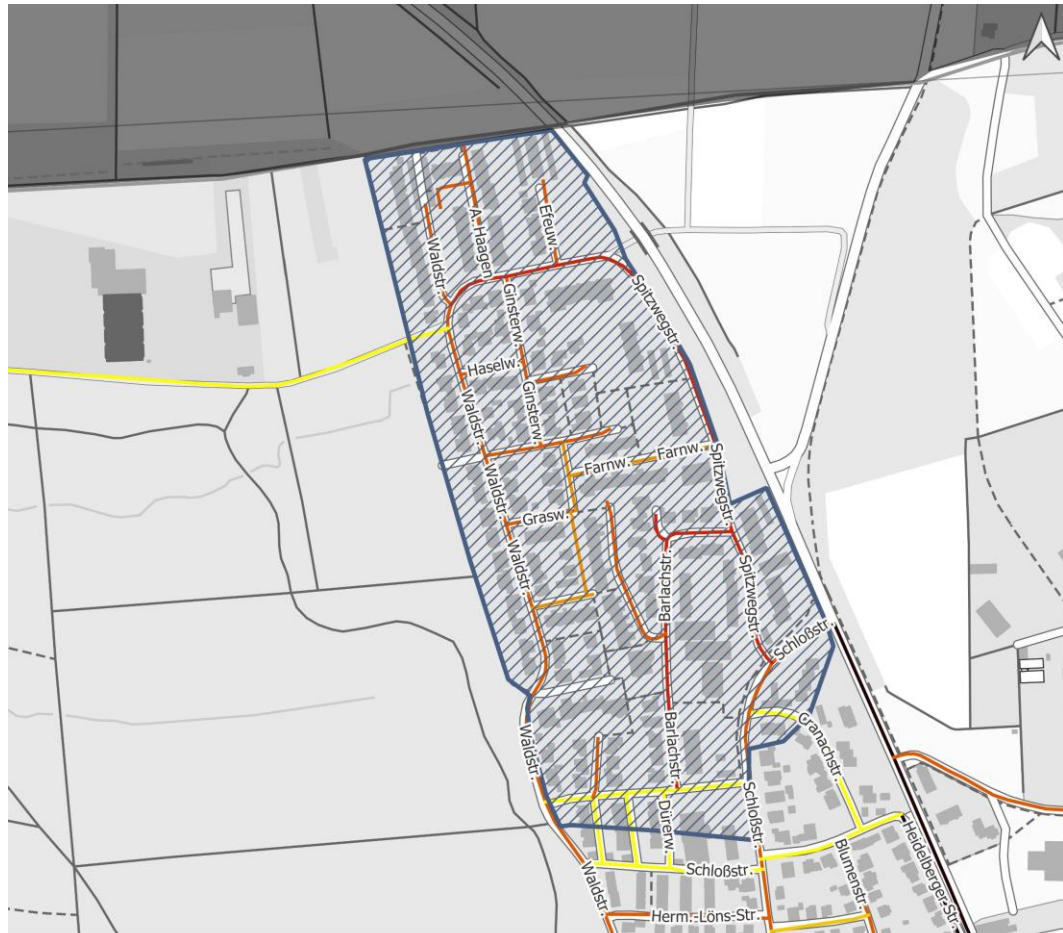 Efeuw.
A. Haagen
Waldstr.
Ginsterw.
Spitzwegstr.
Haselw.
Ginsterw.
Waldstr.
Farnw.
Farnw.
Spitzwegstr.
Waldstr.
Grasw.
Waldstr.
Barlachstr.
Spitzwegstr.
Schloßstr.
Barlachstr.
Waldstr.
Cranachstr.
Dürerw.
Schloßstr.
Schloßstr.
Waldstr.
Blumenstr.
Heidelberger-Str.
Herm.-Löns-Str.